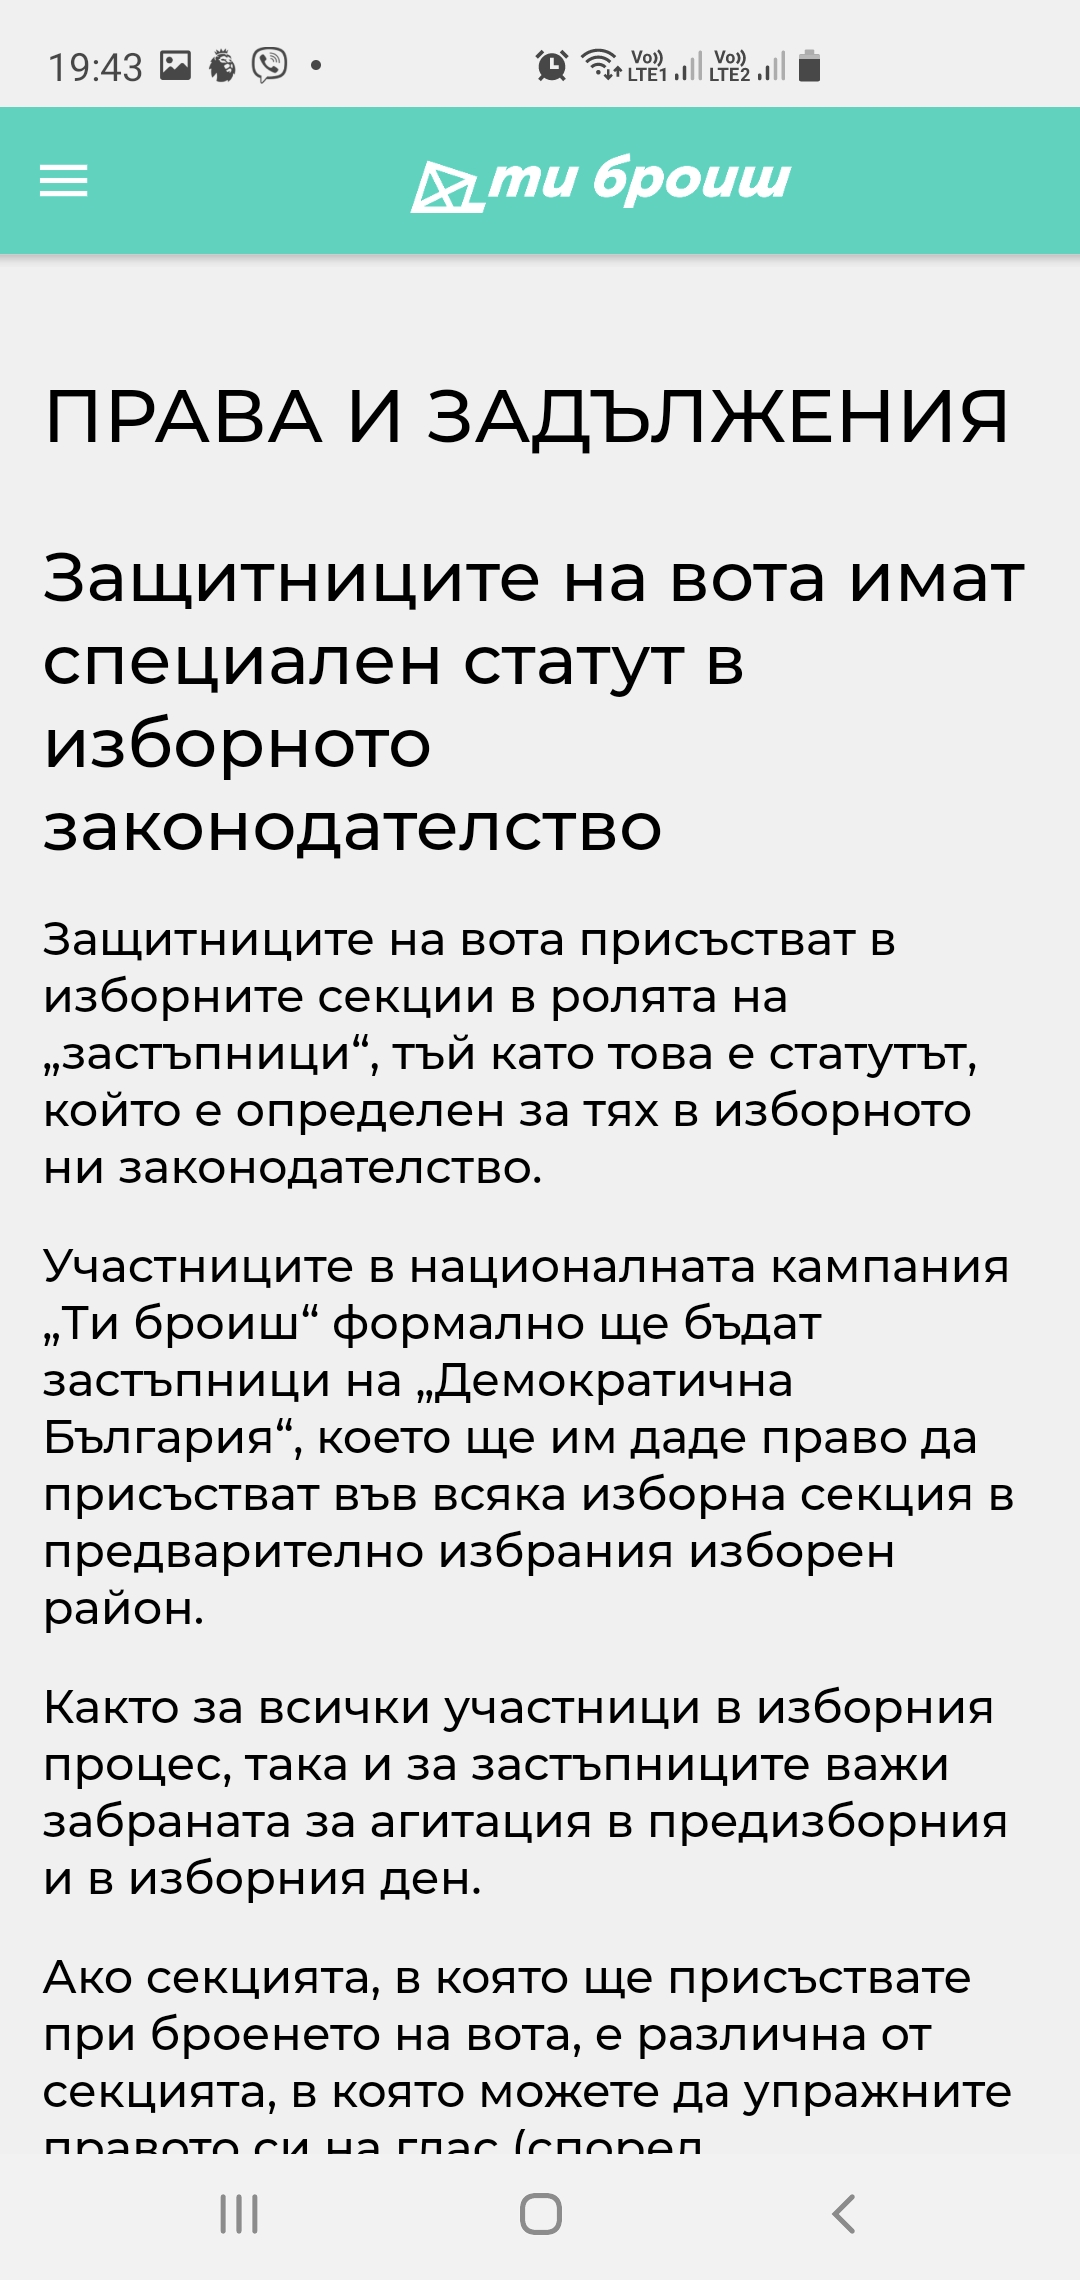 19:43
Vo)) LTE1 Vo)) LTE2
ти броиш
ПРАВА И ЗАДЪЛЖЕНИЯ
Защитниците на вота имат
специален статут в
изборното
законодателство
Защитниците на вота присъстват в
изборните секции в ролята на
„застъпници“, тъй като това е статутът,
който е определен за тях в изборното
ни законодателство.
Участниците в националната кампания
„Ти броиш“ формално ще бъдат
застъпници на „Демократична
България“, което ще им даде право да
присъстват във всяка изборна секция в
предварително избрания изборен
район.
Както за всички участници в изборния
процес, така и за застъпниците важи
забраната за агитация в предизборния
и в изборния ден.
Ако секцията, в която ще присъствате
при броенето на вота, е различна от
секцията, в която можете да упражните
правото си на глас (според